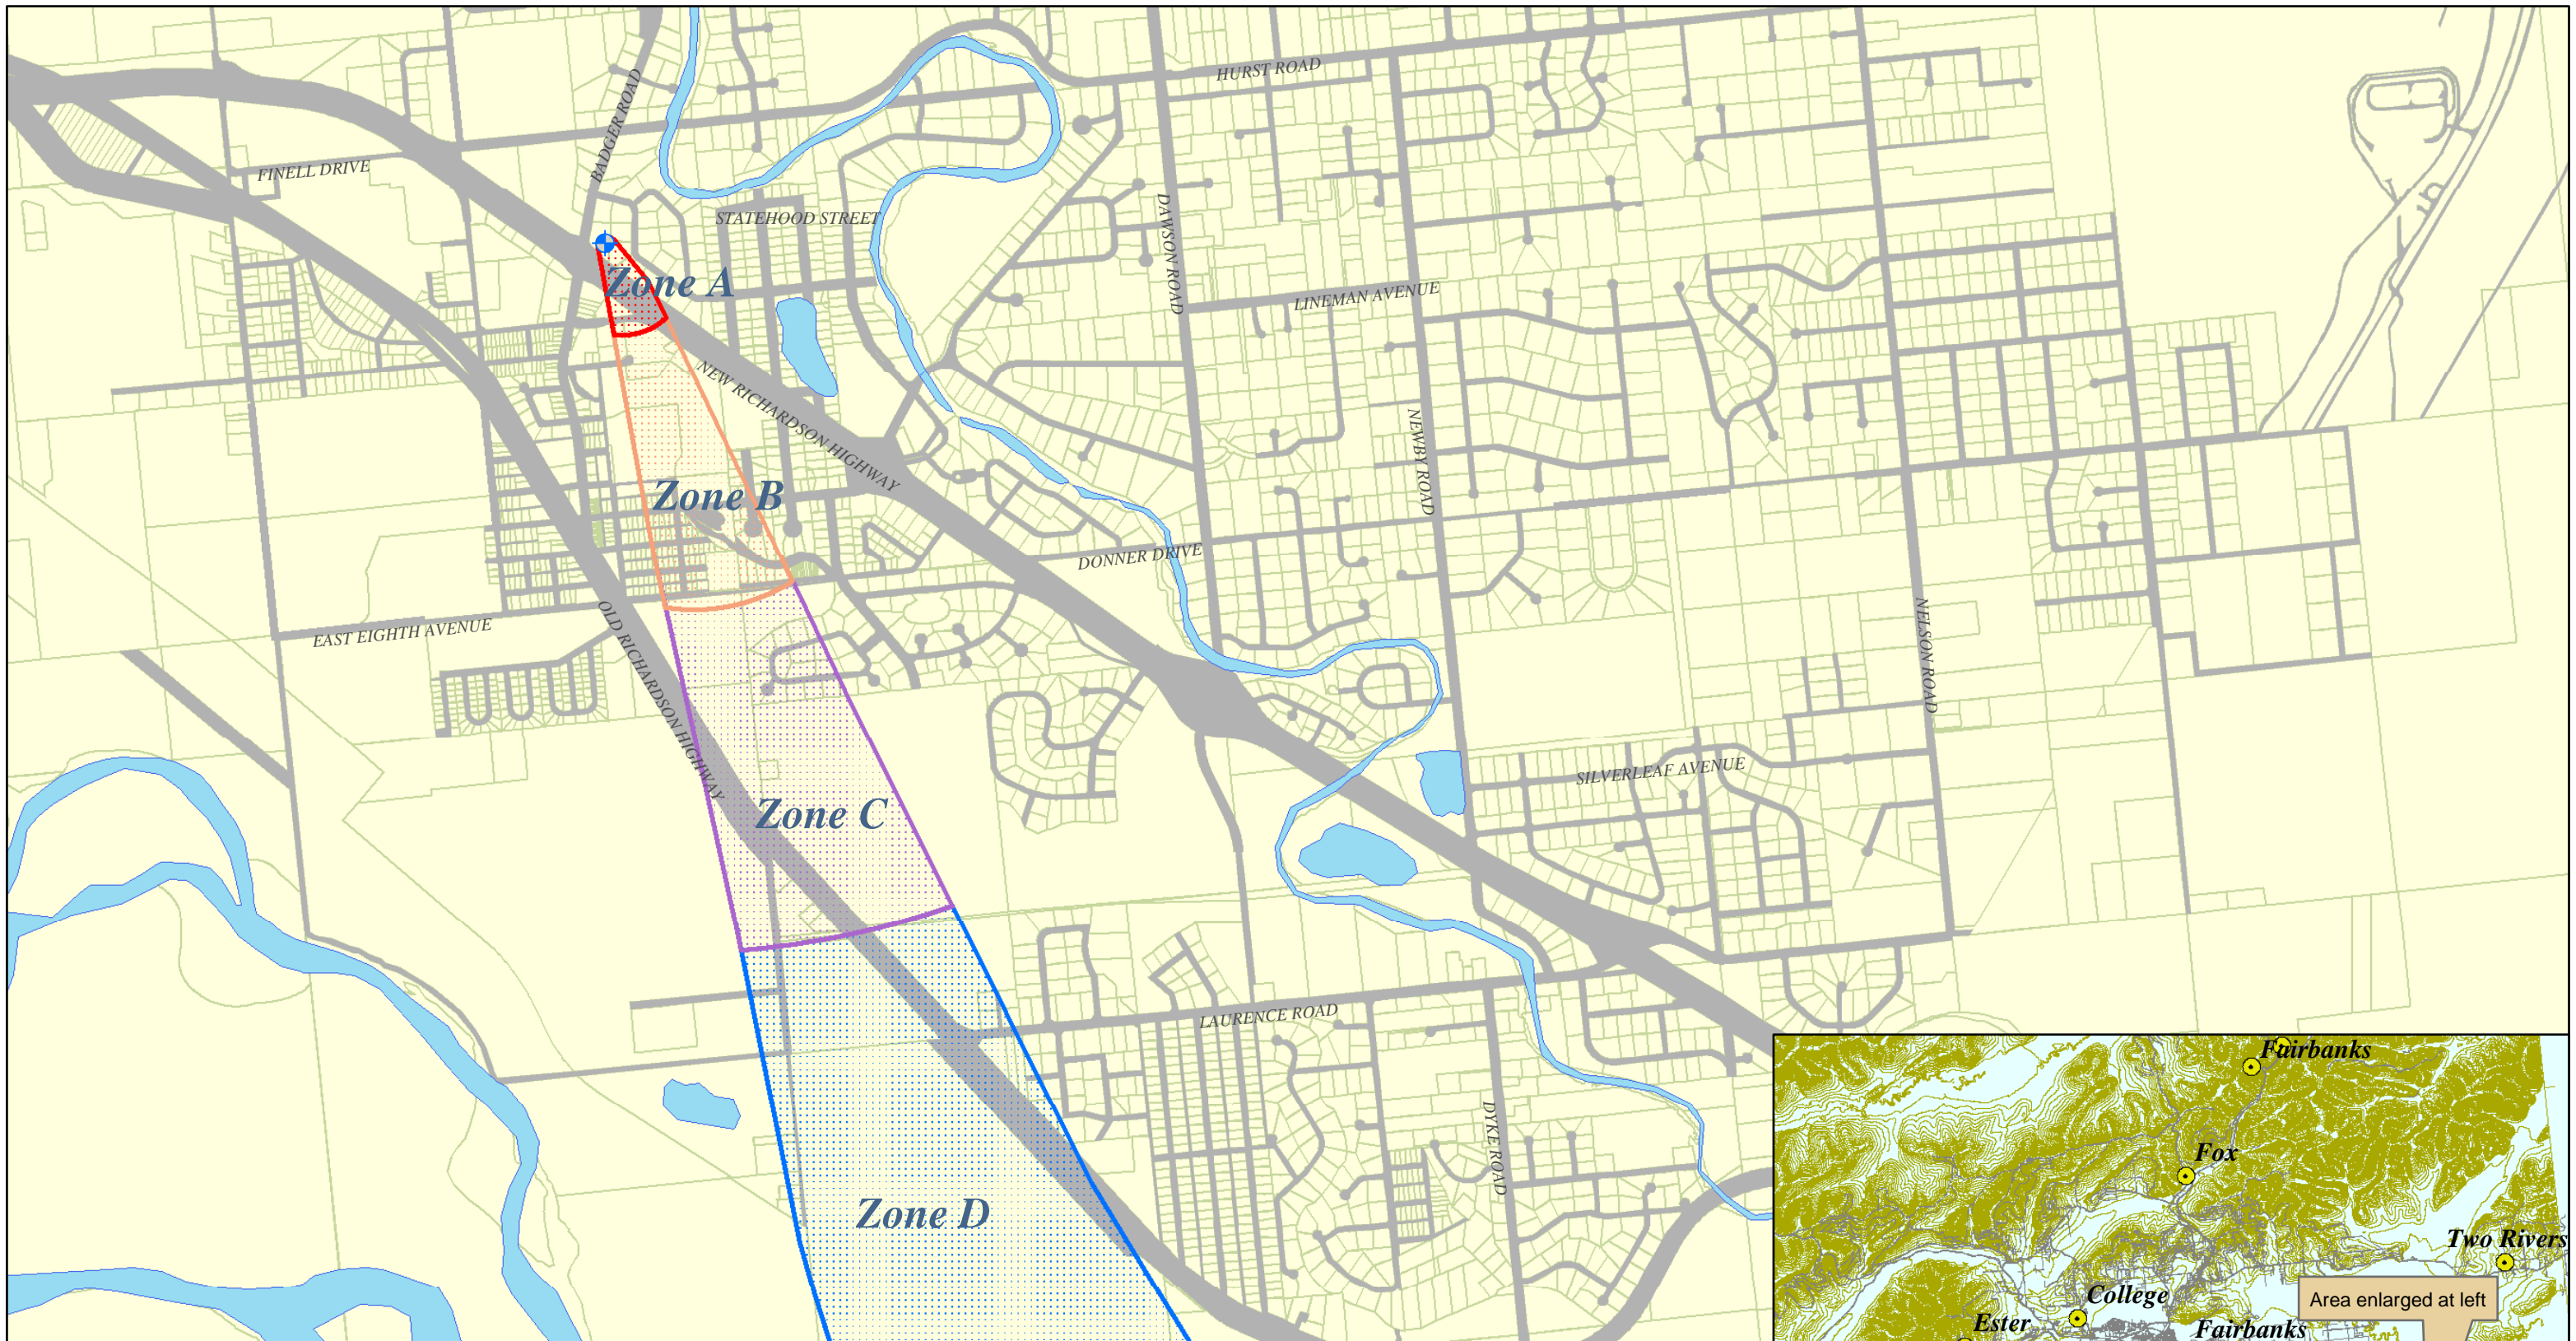 HURST ROAD
BADGER ROAD
FINELL DRIVE
STATEHOOD STREET
DAWSON ROAD
Zone A
LINEMAN AVENUE
NEW RICHARDSON HIGHWAY
NEWBY ROAD
Zone B
DONNER DRIVE
EAST EIGHTH AVENUE
OLD RICHARDSON HIGHWAY
NELSON ROAD
SILVERLEAF AVENUE
Zone C
LAURENCE ROAD
DYKE ROAD
Zone D
Fairbanks
Fox
Two Rivers
College
Area enlarged at left
Ester
Fairbanks